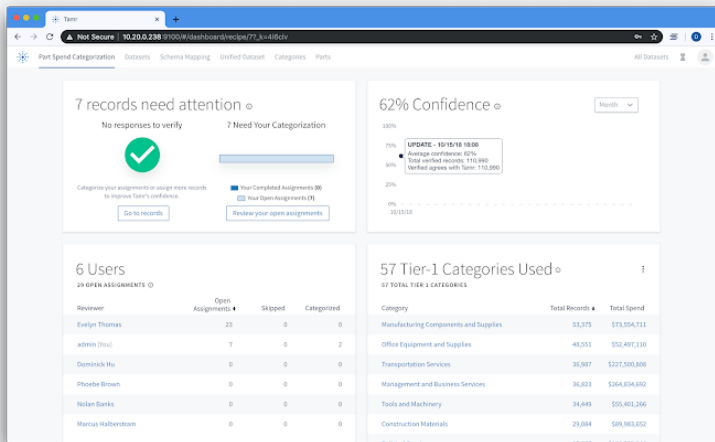 Tamr
Not Secure 10.20.0.238:9100/#/dashboard/recipe/7?_k=4l6clv
Part Spend Categorization Datasets Schema Mapping Unified Dataset Categories Parts All Datasets
7 records need attention
No responses to verify
7 Need Your Categorization
Categorize your assignments or assign more records
to improve Tamr's confidence.
Go to records
Your Completed Assignments (0)
Your Open Assignments (7)
Review your open assignments
62% Confidence
Month
100%
75%
50%
25%
0%
10/15/18
UPDATE - 10/15/18 18:00
Average confidence: 62%
Total verified records: 110,990
Verified agrees with Tamr: 110,990
6 Users
29 OPEN ASSIGNMENTS
Reviewer Open Assignments Skipped Categorized
Evelyn Thomas 23 0 0
admin (You) 7 0 2
Dominick Hu 0 0 0
Phoebe Brown 0 0 0
Nolan Banks 0 0 0
Marcus Halberstram 0 0 0
57 Tier-1 Categories Used
57 TOTAL TIER 1 CATEGORIES
Category Total Records Total Spend
Manufacturing Components and Supplies 53,375 $73,554,711
Office Equipment and Supplies 48,551 $52,497,110
Transportation Services 36,987 $227,500,808
Management and Business Services 36,823 $264,834,692
Tools and Machinery 34,449 $55,401,266
Construction Materials 29,084 $89,983,652